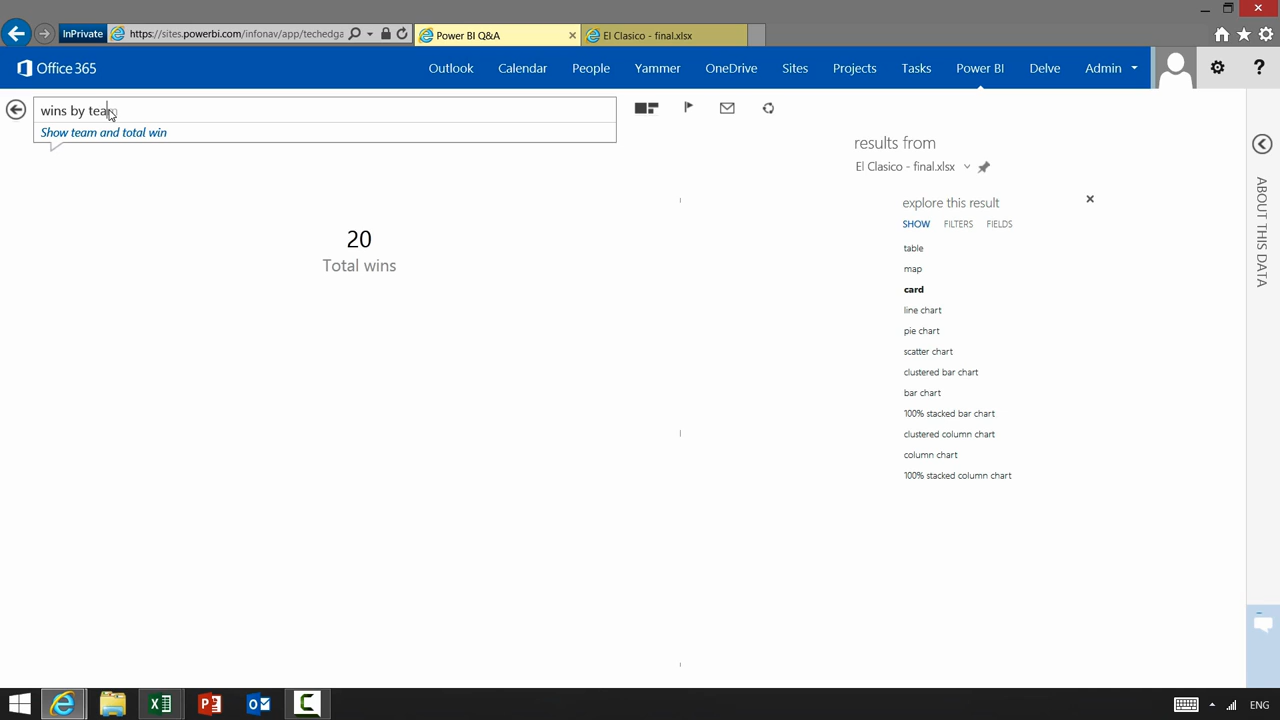 InPrivate
https://sites.powerbi.com/infonav/app/techedga
Power BI Q&A
El Clasico - final.xlsx
Office 365
Outlook
Calendar
People
Yammer
OneDrive
Sites
Projects
Tasks
Power BI
Delve
Admin
wins by team
Show team and total win
results from
El Clasico - final.xlsx
explore this result
SHOW
FILTERS
FIELDS
table
map
card
line chart
pie chart
scatter chart
clustered bar chart
bar chart
100% stacked bar chart
clustered column chart
column chart
100% stacked column chart
20
Total wins
ABOUT THIS DATA
ENG